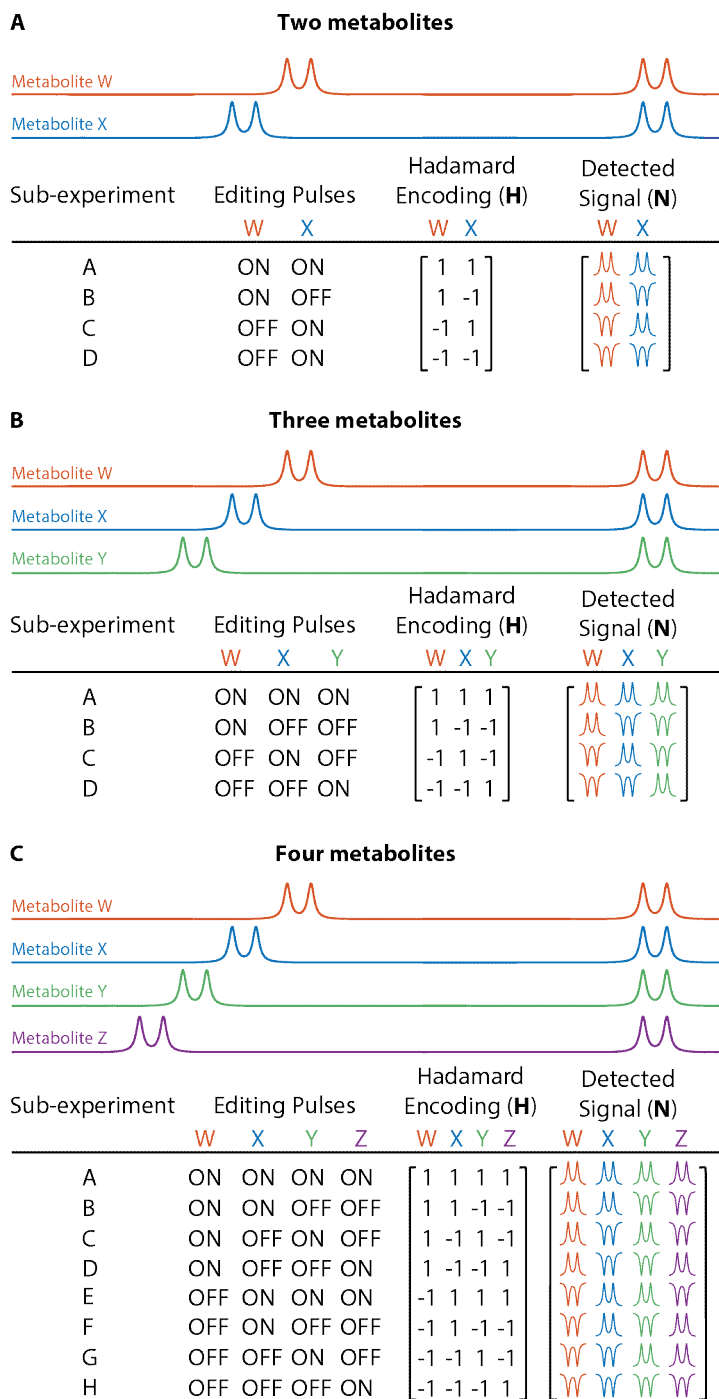 A Two metabolites
Metabolite W
Metabolite X
Hadamard Detected
Sub-experiment Editing Pulses Encoding (H) Signal (N)
W X W X W X
A ON ON 1 1
B ON OFF 1 -1
C OFF ON -1 1
D OFF ON -1 -1
B Three metabolites
Metabolite W
Metabolite X
Metabolite Y
Hadamard Detected
Sub-experiment Editing Pulses Encoding (H) Signal (N)
W X Y W X Y W X Y
A ON ON ON 1 1 1
B ON OFF OFF 1 -1 -1
C OFF ON OFF -1 1 -1
D OFF OFF ON -1 -1 1
C Four metabolites
Metabolite W
Metabolite X
Metabolite Y
Metabolite Z
Hadamard Detected
Sub-experiment Editing Pulses Encoding (H) Signal (N)
W X Y Z W X Y Z W X Y Z
A ON ON ON ON 1 1 1 1
B ON ON OFF OFF 1 1 -1 -1
C ON OFF ON OFF 1 -1 1 -1
D ON OFF OFF ON 1 -1 -1 1
E OFF ON ON ON -1 1 1 1
F OFF ON OFF OFF -1 1 -1 -1
G OFF OFF ON OFF -1 -1 1 -1
H OFF OFF OFF ON -1 -1 -1 1